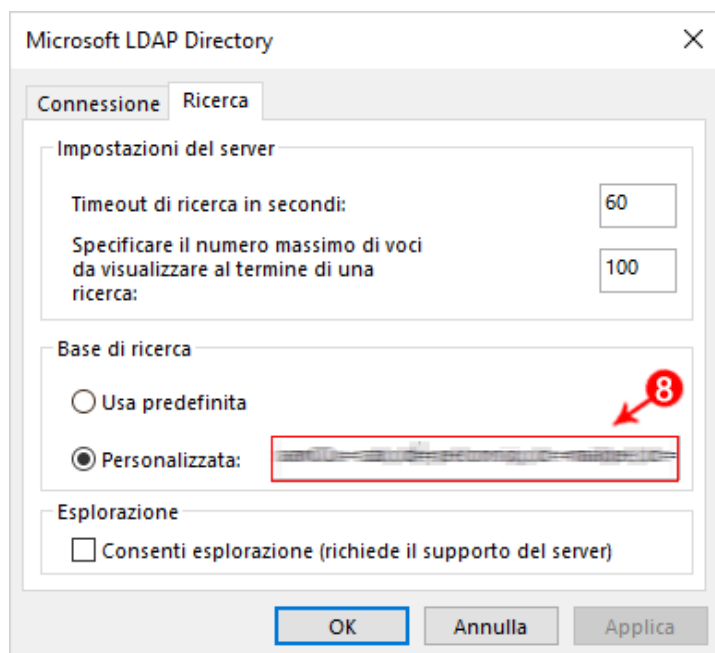 Microsoft LDAP Directory
Connessione Ricerca
Impostazioni del server
Timeout di ricerca in secondi: 60
Specificare il numero massimo di voci
da visualizzare al termine di una 100
ricerca:
Base di ricerca
Usa predefinita
8
Personalizzata:
Esplorazione
Consenti esplorazione (richiede il supporto del server)
OK Annulla Applica